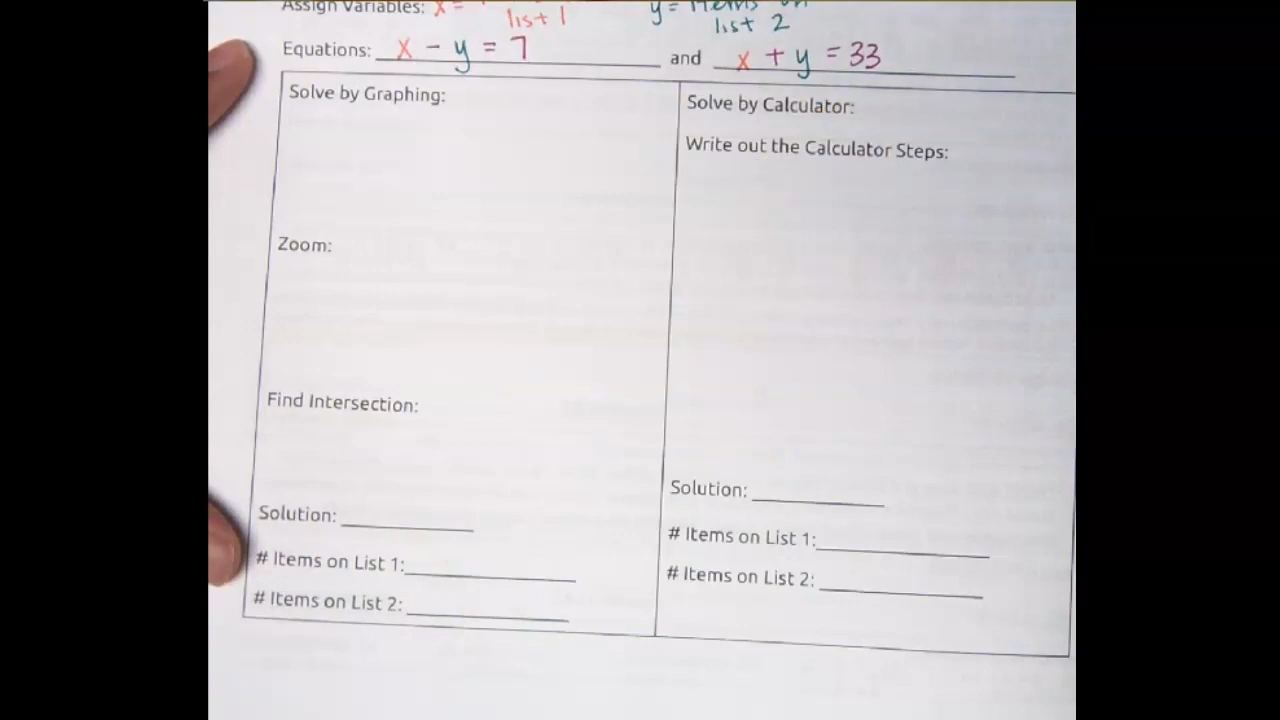 Assign Variables: x =
list 1
y = items on
list 2
Equations: x - y = 7 and x + y = 33
Solve by Graphing:
Zoom:
Find Intersection:
Solution:
# Items on List 1:
# Items on List 2:
Solve by Calculator:
Write out the Calculator Steps:
Solution:
# Items on List 1:
# Items on List 2: